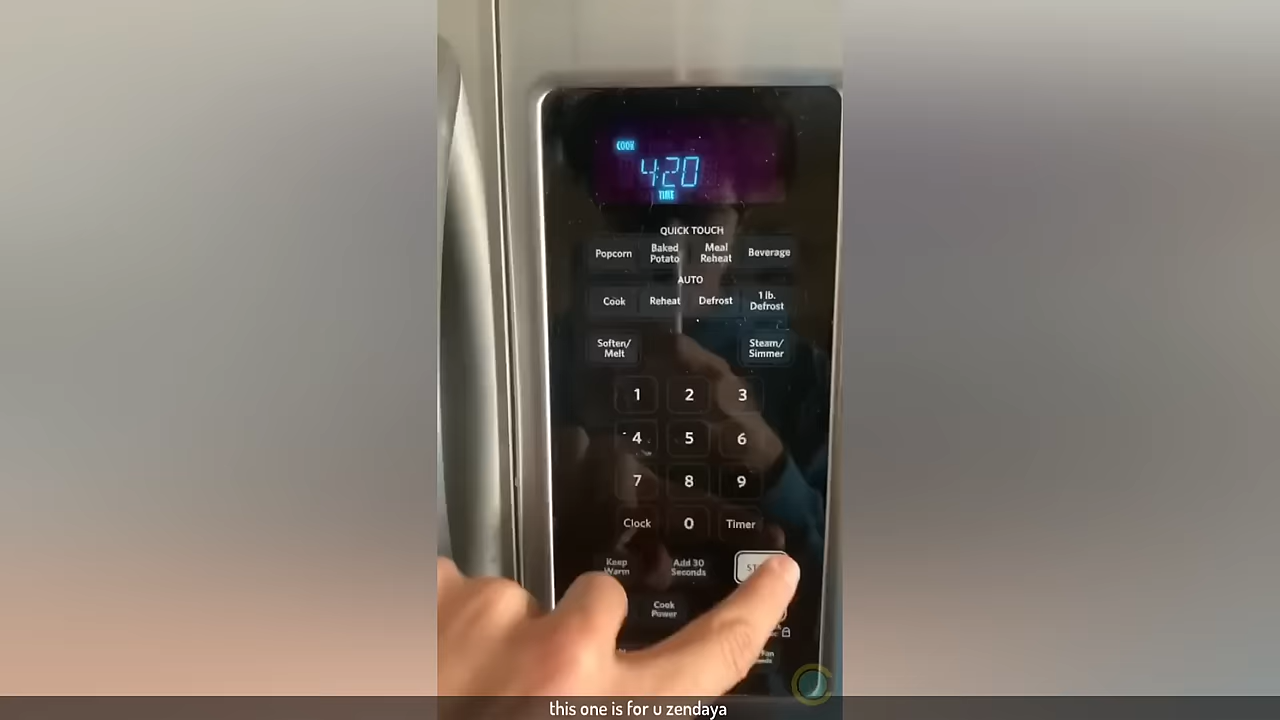 COOK
4:20
TIME
QUICK TOUCH
Popcorn
Baked
Potato
Meal
Reheat
Beverage
AUTO
Cook
Reheat
Defrost
1 lb.
Defrost
Soften/
Melt
Steam/
Simmer
1 2 3
4 5 6
7 8 9
Clock 0 Timer
Keep
Warm
Add 30
Seconds
Cook
Power
this one is for u zendaya